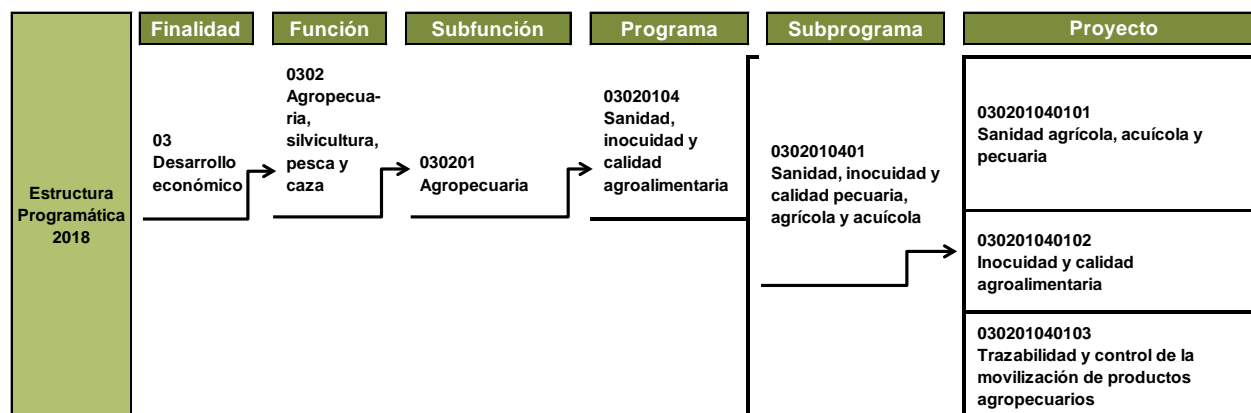 Finalidad
Función
Subfunción
Programa
Subprograma
Proyecto
Estructura
Programática
2018
03
Desarrollo
económico
0302
Agropecua-
ria,
silvicultura,
pesca y
caza
030201
Agropecuaria
03020104
Sanidad,
inocuidad y
calidad
agroalimentaria
0302010401
Sanidad, inocuidad y
calidad pecuaria,
agrícola y acuícola
030201040101
Sanidad agrícola, acuícola y
pecuaria
030201040102
Inocuidad y calidad
agroalimentaria
030201040103
Trazabilidad y control de la
movilización de productos
agropecuarios